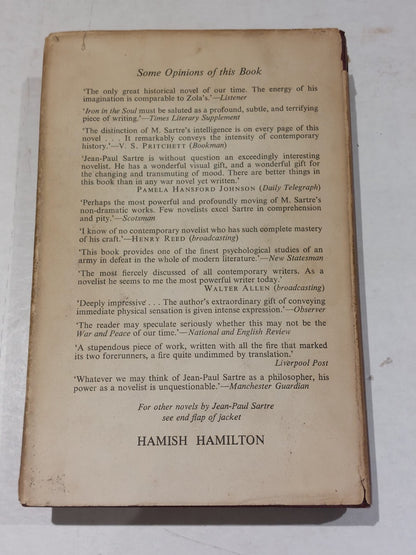 Some Opinions of this Book
‘The only great historical novel of our time. The energy of his
imagination is comparable to Zola’s.’—Listener
‘Iron in the Soul must be saluted as a profound, subtle, and terrifying
piece of writing.’—Times Literary Supplement
‘The distinction of M. Sartre’s intelligence is on every page of this
novel . . . It remarkably conveys the intensity of contemporary
history.’—V. S. PRITCHETT (Bookman)
‘Jean-Paul Sartre is without question an exceedingly interesting
novelist. He has a wonderful visual gift, and a wonderful gift for
the changing and transmuting of mood. There are better things in
this book than in any war novel yet written.’
PAMELA HANSFORD JOHNSON (Daily Telegraph)
‘Perhaps the most powerful and profoundly moving of M. Sartre’s
non-dramatic works. Few novelists excel Sartre in comprehension
and pity.’—Scotsman
‘I know of no contemporary novelist who has such complete mastery
of his craft.’—HENRY REED (broadcasting)
‘This book provides one of the finest psychological studies of an
army in defeat in the whole of modern literature.’—New Statesman
‘The most fiercely discussed of all contemporary writers. As a
novelist he seems to me the most powerful writer today.’
WALTER ALLEN (broadcasting)
‘Deeply impressive . . . The author’s extraordinary gift of conveying
immediate physical sensation is given intense expression.’—Observer
‘The reader may speculate seriously whether this may not be the
War and Peace of our time.’—National and English Review
‘A stupendous piece of work, written with all the fire that marked
its two forerunners, a fire quite undimmed by translation.’
Liverpool Post
‘Whatever we may think of Jean-Paul Sartre as a philosopher, his
power as a novelist is unquestionable.’—Manchester Guardian
For other novels by Jean-Paul Sartre
see end flap of jacket
HAMISH HAMILTON